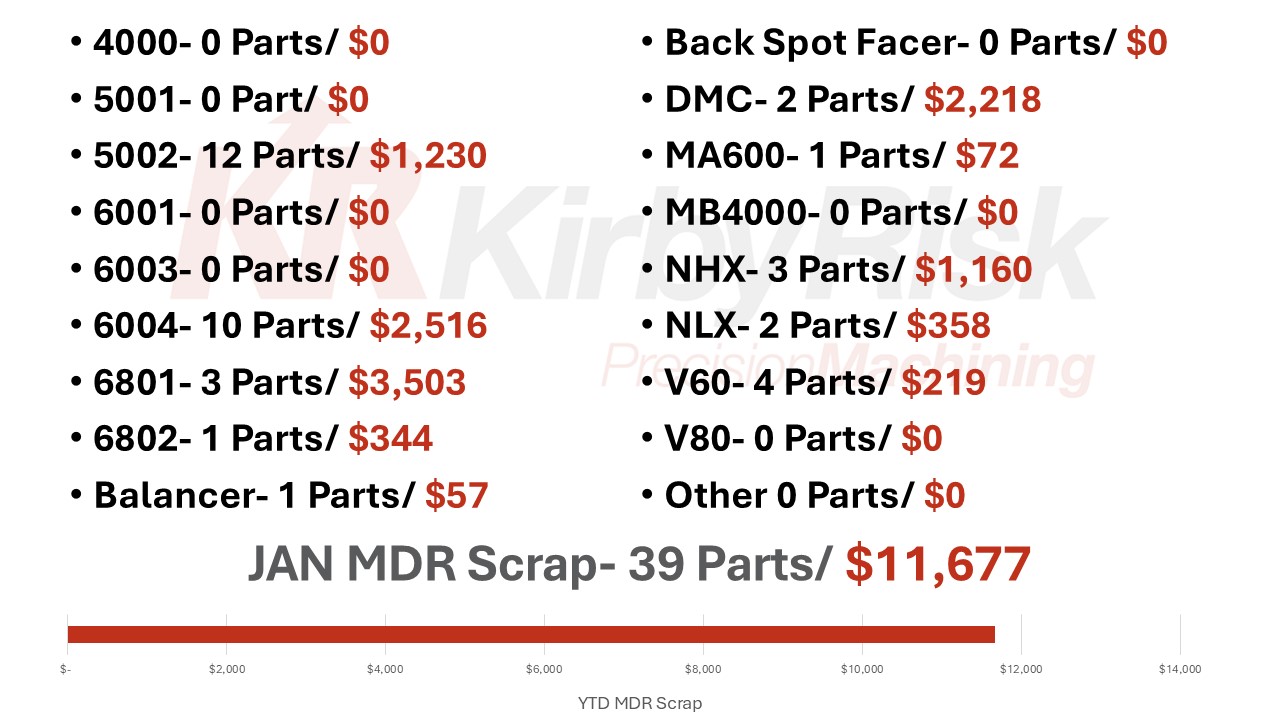 • 4000- 0 Parts/ $0
• 5001- 0 Part/ $0
• 5002- 12 Parts/ $1,230
• 6001- 0 Parts/ $0
• 6003- 0 Parts/ $0
• 6004- 10 Parts/ $2,516
• 6801- 3 Parts/ $3,503
• 6802- 1 Parts/ $344
• Balancer- 1 Parts/ $57
• Back Spot Facer- 0 Parts/ $0
• DMC- 2 Parts/ $2,218
• MA600- 1 Parts/ $72
• MB4000- 0 Parts/ $0
• NHX- 3 Parts/ $1,160
• NLX- 2 Parts/ $358
• V60- 4 Parts/ $219
• V80- 0 Parts/ $0
• Other 0 Parts/ $0
KR KirbyRisk
PrecisionMachining
JAN MDR Scrap- 39 Parts/ $11,677
$- $2,000 $4,000 $6,000 $8,000 $10,000 $12,000 $14,000
YTD MDR Scrap